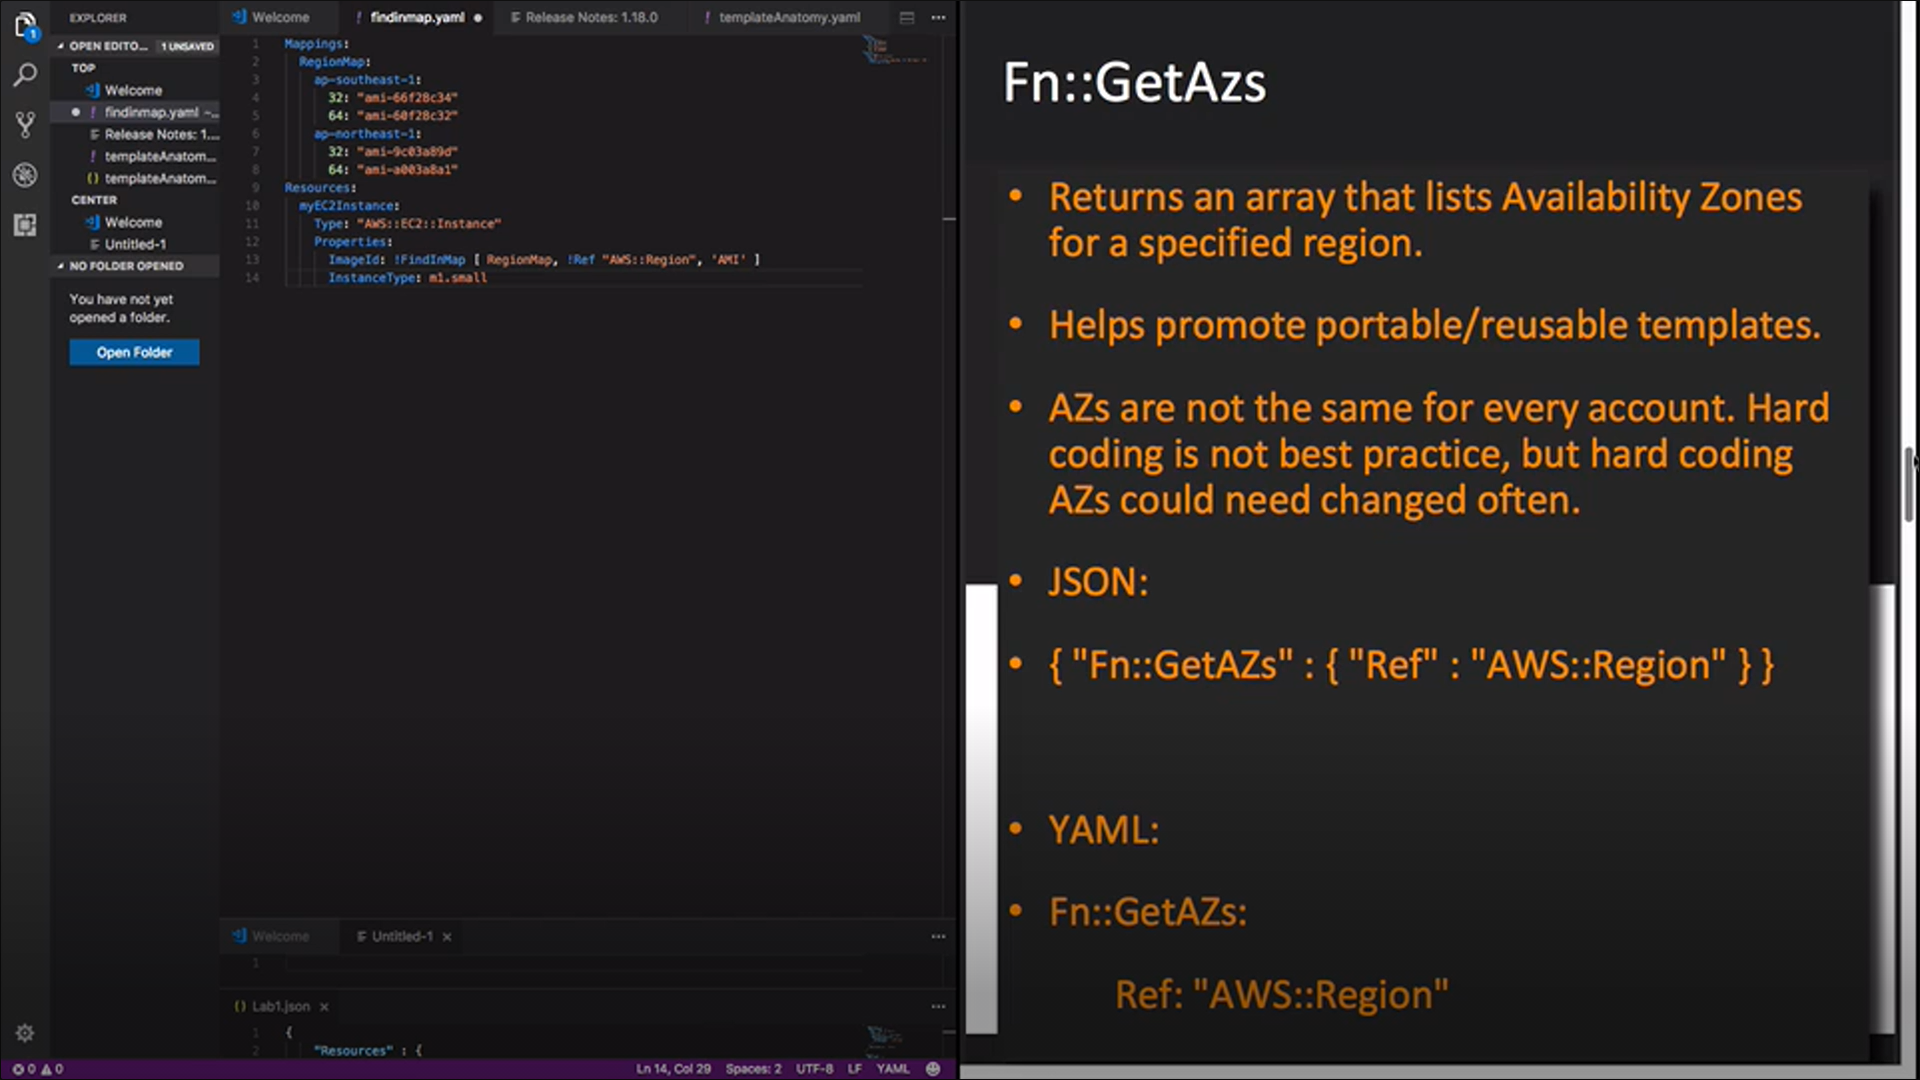 EXPLORER
OPEN EDITO... 1 UNSAVED
TOP
Welcome
findinmap.yaml ~...
Release Notes: 1....
templateAnatom...
templateAnatom...
CENTER
Welcome
Untitled-1
NO FOLDER OPENED
You have not yet
opened a folder.
Open Folder
1
Welcome
findinmap.yaml
Release Notes: 1.18.0
templateAnatomy.yaml
1 Mappings:
2 RegionMap:
3 ap-southeast-1:
4 32: "ami-66f28c34"
5 64: "ami-60f28c32"
6 ap-northeast-1:
7 32: "ami-9c03a89d"
8 64: "ami-a003a8a1"
9 Resources:
10 myEC2Instance:
11 Type: "AWS::EC2::Instance"
12 Properties:
13 ImageId: !FindInMap [ RegionMap, !Ref "AWS::Region", 'AMI' ]
14 InstanceType: m1.small
Welcome
Untitled-1
1
Lab1.json
1 {
2 "Resources" : {
0 0
Ln 14, Col 29 Spaces: 2 UTF-8 LF YAML
Fn::GetAzs
• Returns an array that lists Availability Zones
for a specified region.
• Helps promote portable/reusable templates.
• AZs are not the same for every account. Hard
coding is not best practice, but hard coding
AZs could need changed often.
• JSON:
• { "Fn::GetAZs" : { "Ref" : "AWS::Region" } }
• YAML:
• Fn::GetAZs:
Ref: "AWS::Region"